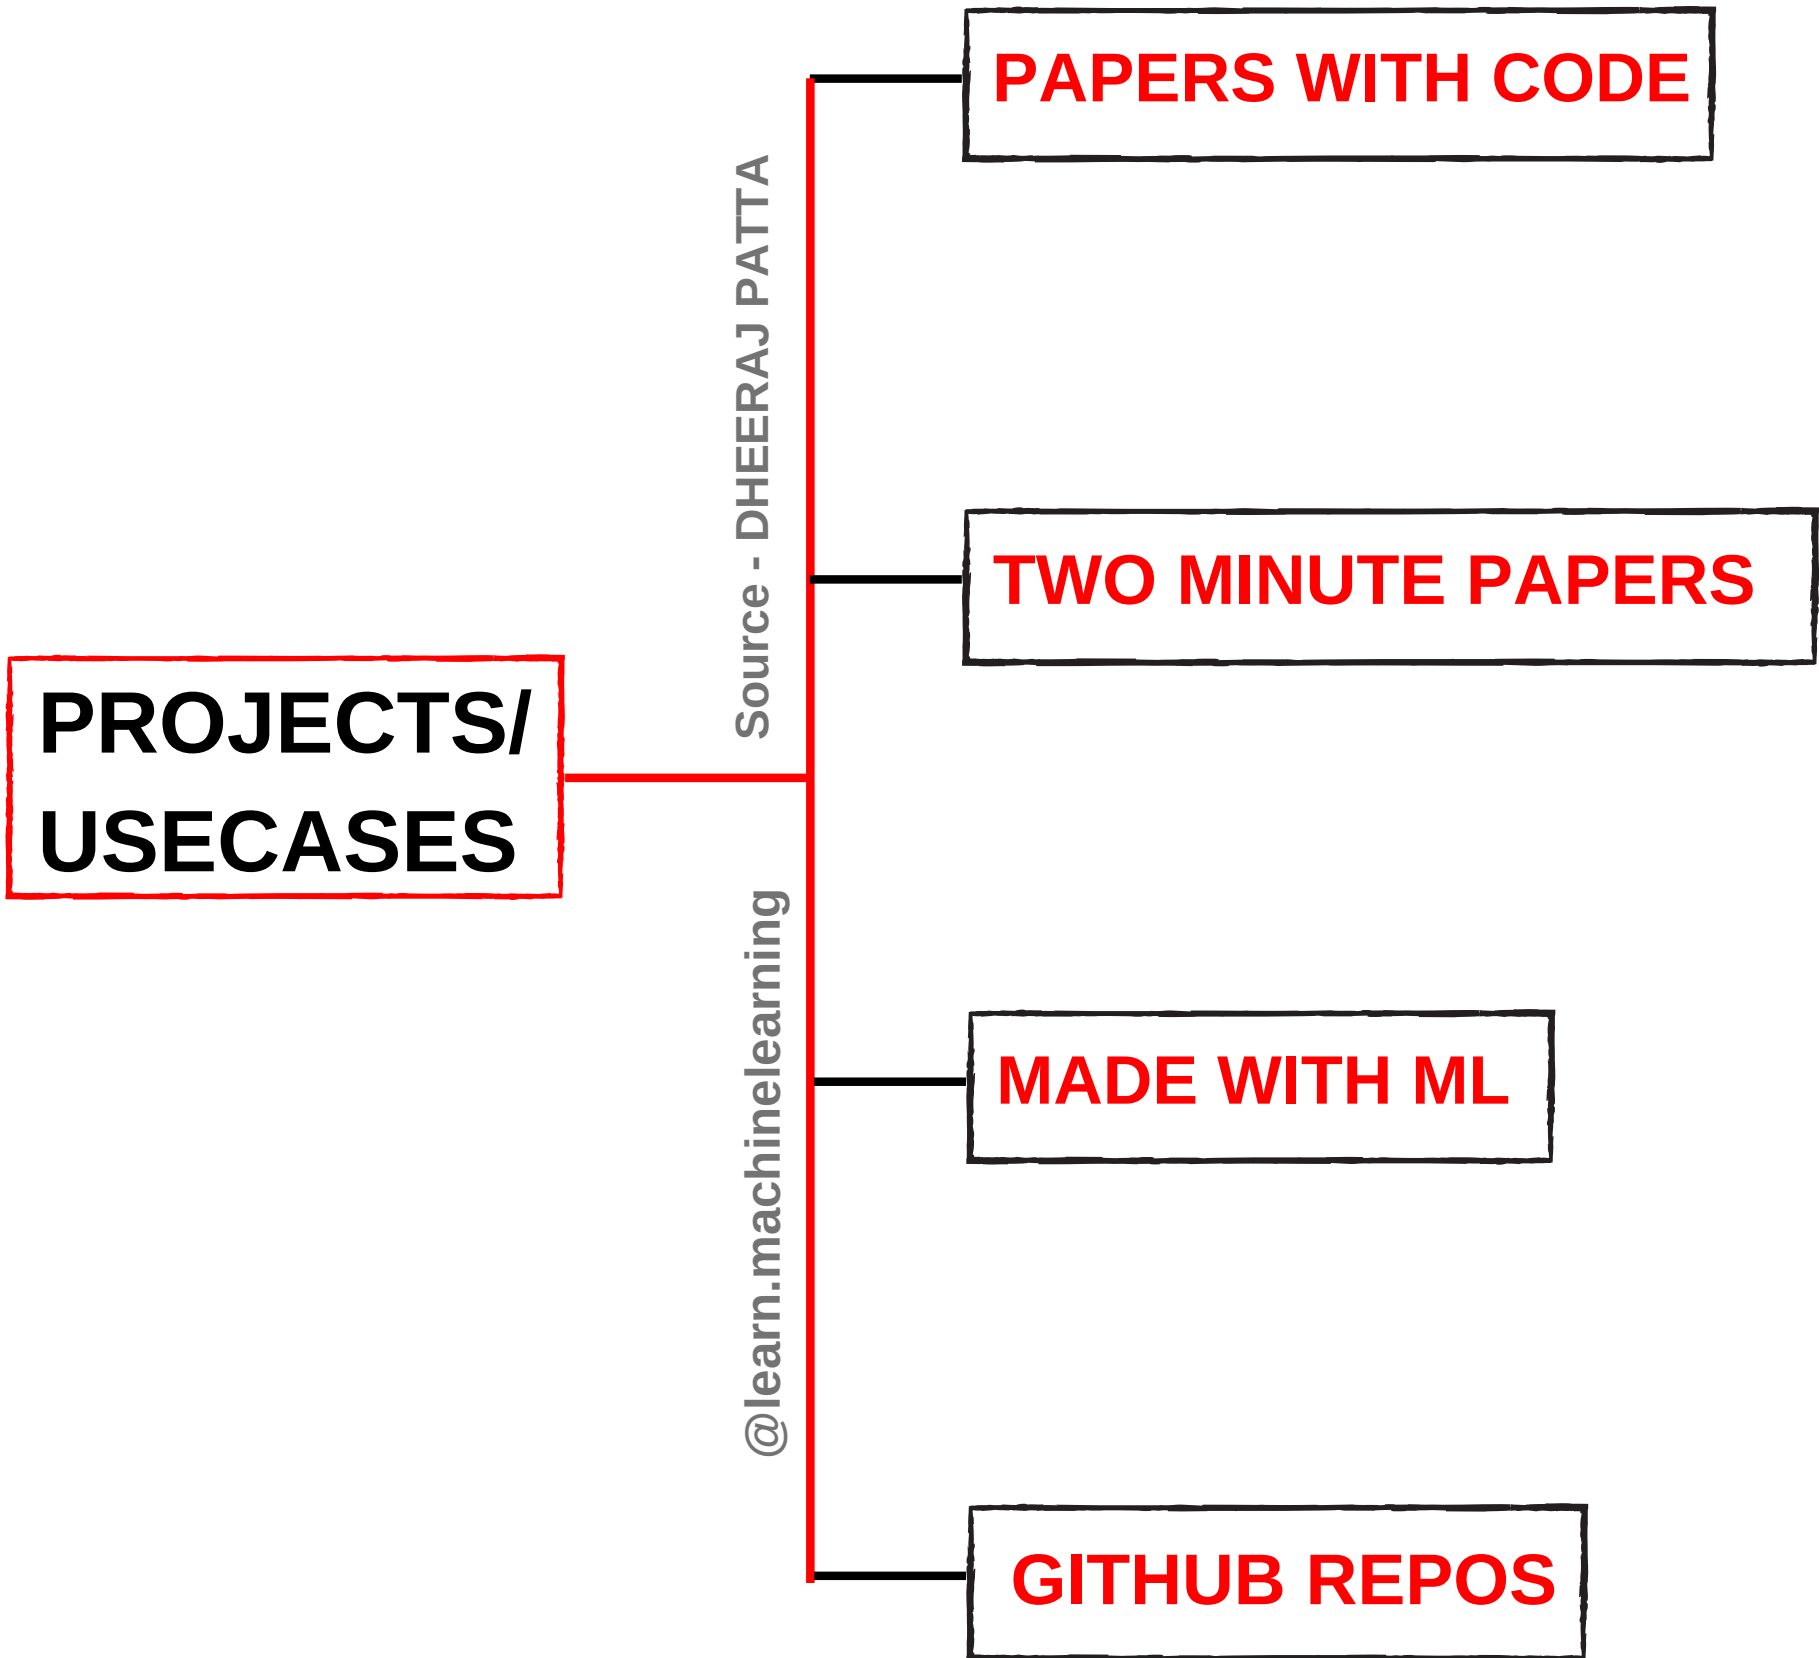 PAPERS WITH CODE
Source - DHEERAJ PATTA
TWO MINUTE PAPERS
PROJECTS/
USECASES
@learn.machinelearning
MADE WITH ML
GITHUB REPOS